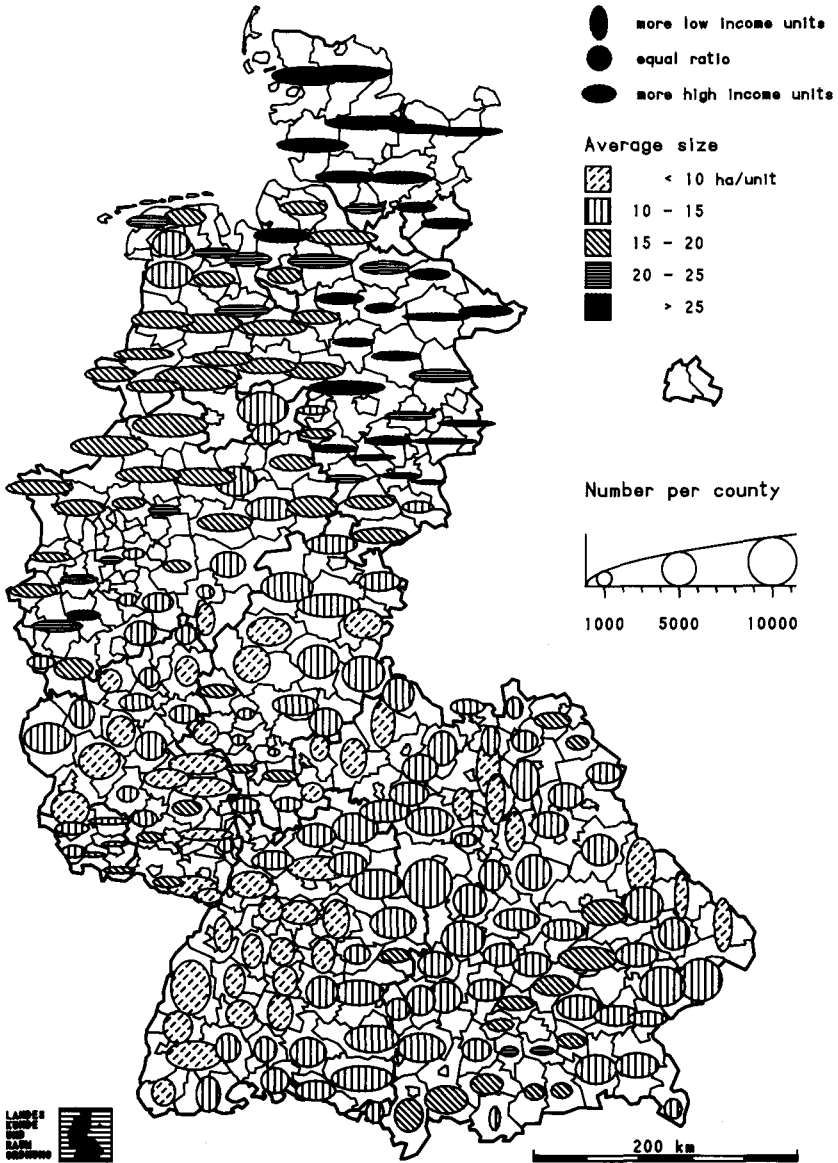 more low income units
equal ratio
more high income units
Average size
< 10 ha/unit
10 – 15
15 – 20
20 – 25
> 25
Number per county
1000 5000 10000
LANDES
KUNDE
UND
RAUM
ORDNUNG
200 km